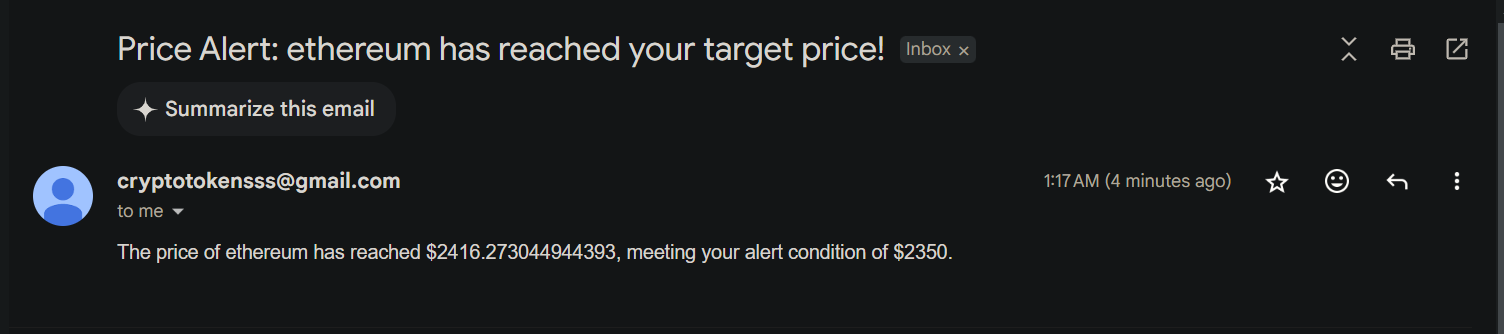 Price Alert: ethereum has reached your target price! Inbox ×
Summarize this email
cryptotokensss@gmail.com 1:17 AM (4 minutes ago)
to me
The price of ethereum has reached $2416.273044944393, meeting your alert condition of $2350.